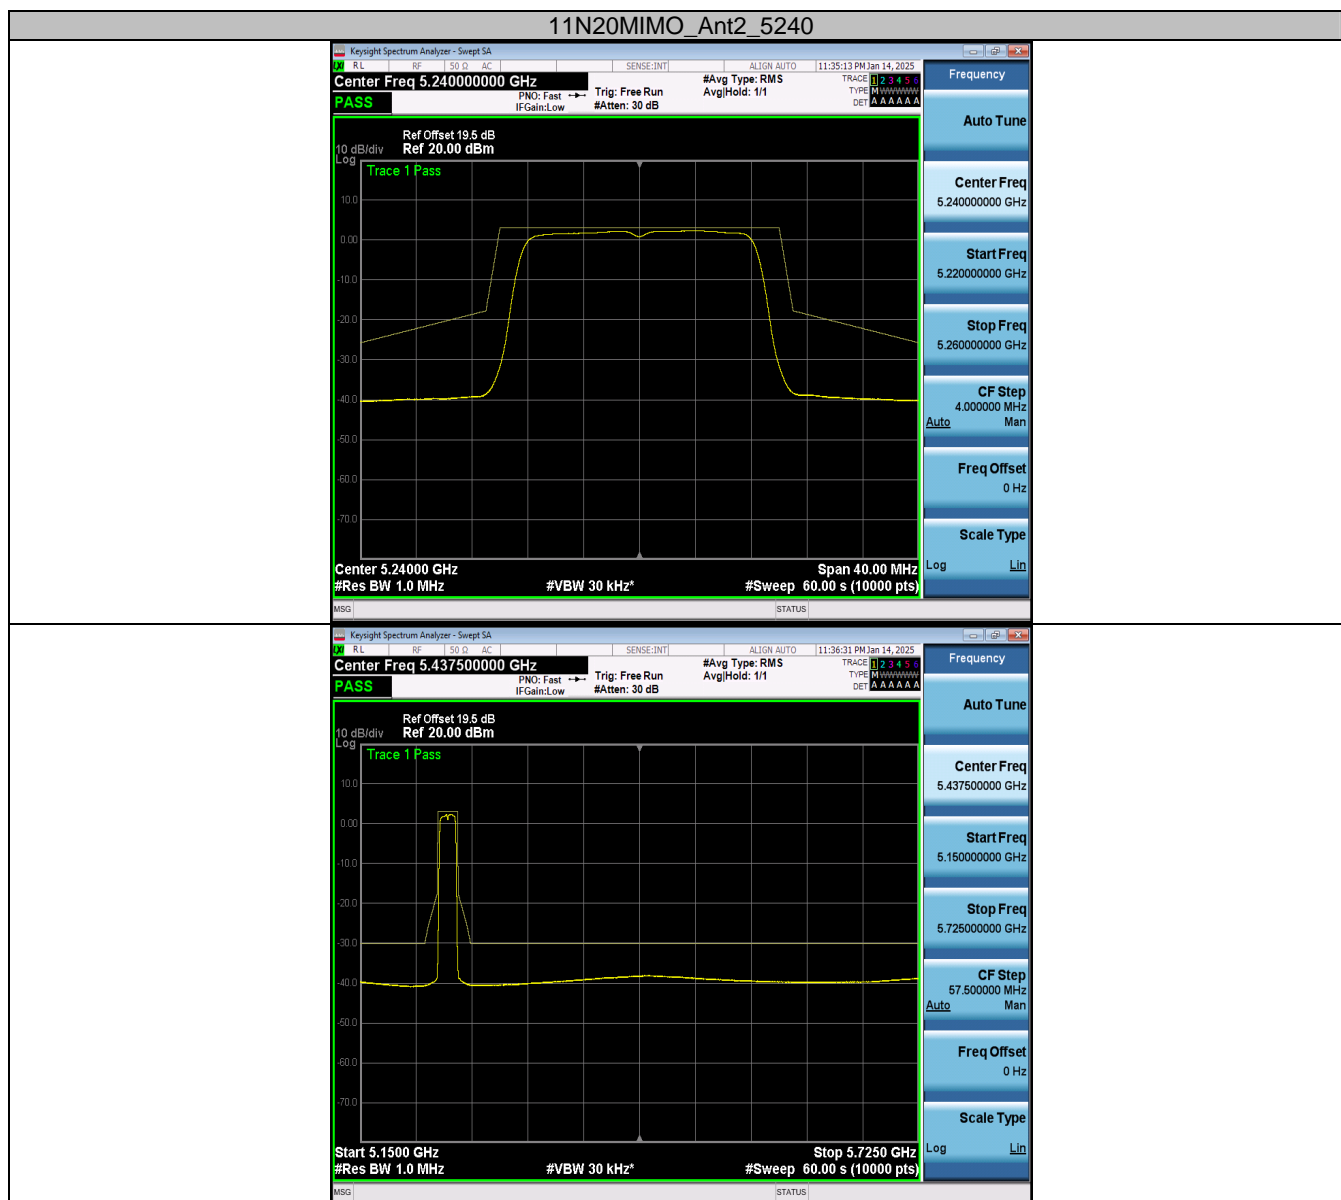 11N20MIMO_Ant2_5240
Keysight Spectrum Analyzer - Swept SA
LXI RL RF 50 Ω AC SENSE:INT ALIGN AUTO 11:35:13 PM Jan 14, 2025
Center Freq 5.240000000 GHz
PASS
PNO: Fast
IFGain:Low
Trig: Free Run
#Atten: 30 dB
#Avg Type: RMS
Avg|Hold: 1/1
TRACE 1 2 3 4 5 6
TYPE M WWWWW
DET A A A A A A
Ref Offset 19.5 dB
10 dB/div Ref 20.00 dBm
Log
Trace 1 Pass
10.0
0.00
-10.0
-20.0
-30.0
-40.0
-50.0
-60.0
-70.0
Center 5.24000 GHz Span 40.00 MHz
#Res BW 1.0 MHz #VBW 30 kHz* #Sweep 60.00 s (10000 pts)
MSG STATUS
Frequency
Auto Tune
Center Freq
5.240000000 GHz
Start Freq
5.220000000 GHz
Stop Freq
5.260000000 GHz
CF Step
4.000000 MHz
Auto Man
Freq Offset
0 Hz
Scale Type
Log Lin
Keysight Spectrum Analyzer - Swept SA
LXI RL RF 50 Ω AC SENSE:INT ALIGN AUTO 11:36:31 PM Jan 14, 2025
Center Freq 5.437500000 GHz
PASS
PNO: Fast
IFGain:Low
Trig: Free Run
#Atten: 30 dB
#Avg Type: RMS
Avg|Hold: 1/1
TRACE 1 2 3 4 5 6
TYPE M WWWWW
DET A A A A A A
Ref Offset 19.5 dB
10 dB/div Ref 20.00 dBm
Log
Trace 1 Pass
10.0
0.00
-10.0
-20.0
-30.0
-40.0
-50.0
-60.0
-70.0
Start 5.1500 GHz Stop 5.7250 GHz
#Res BW 1.0 MHz #VBW 30 kHz* #Sweep 60.00 s (10000 pts)
MSG STATUS
Frequency
Auto Tune
Center Freq
5.437500000 GHz
Start Freq
5.150000000 GHz
Stop Freq
5.725000000 GHz
CF Step
57.500000 MHz
Auto Man
Freq Offset
0 Hz
Scale Type
Log Lin